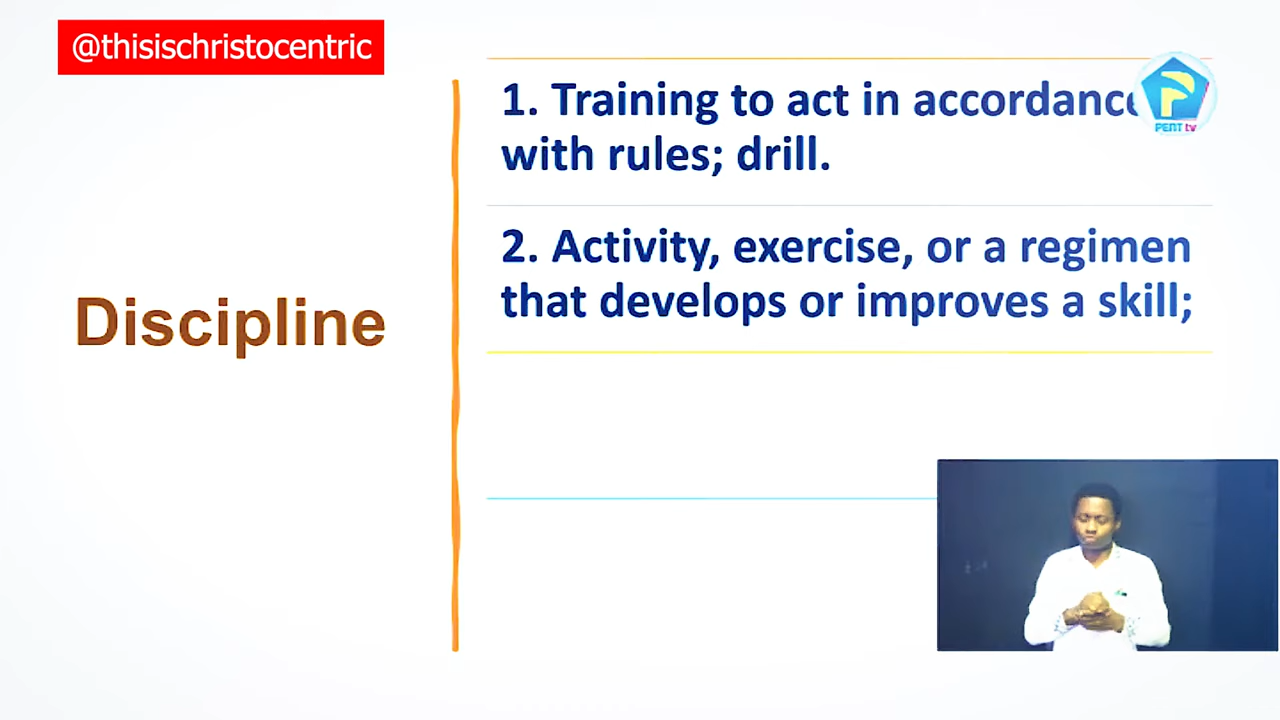 @thisischristocentric
1. Training to act in accordance
with rules; drill.
PENT tv
2. Activity, exercise, or a regimen
that develops or improves a skill;
Discipline